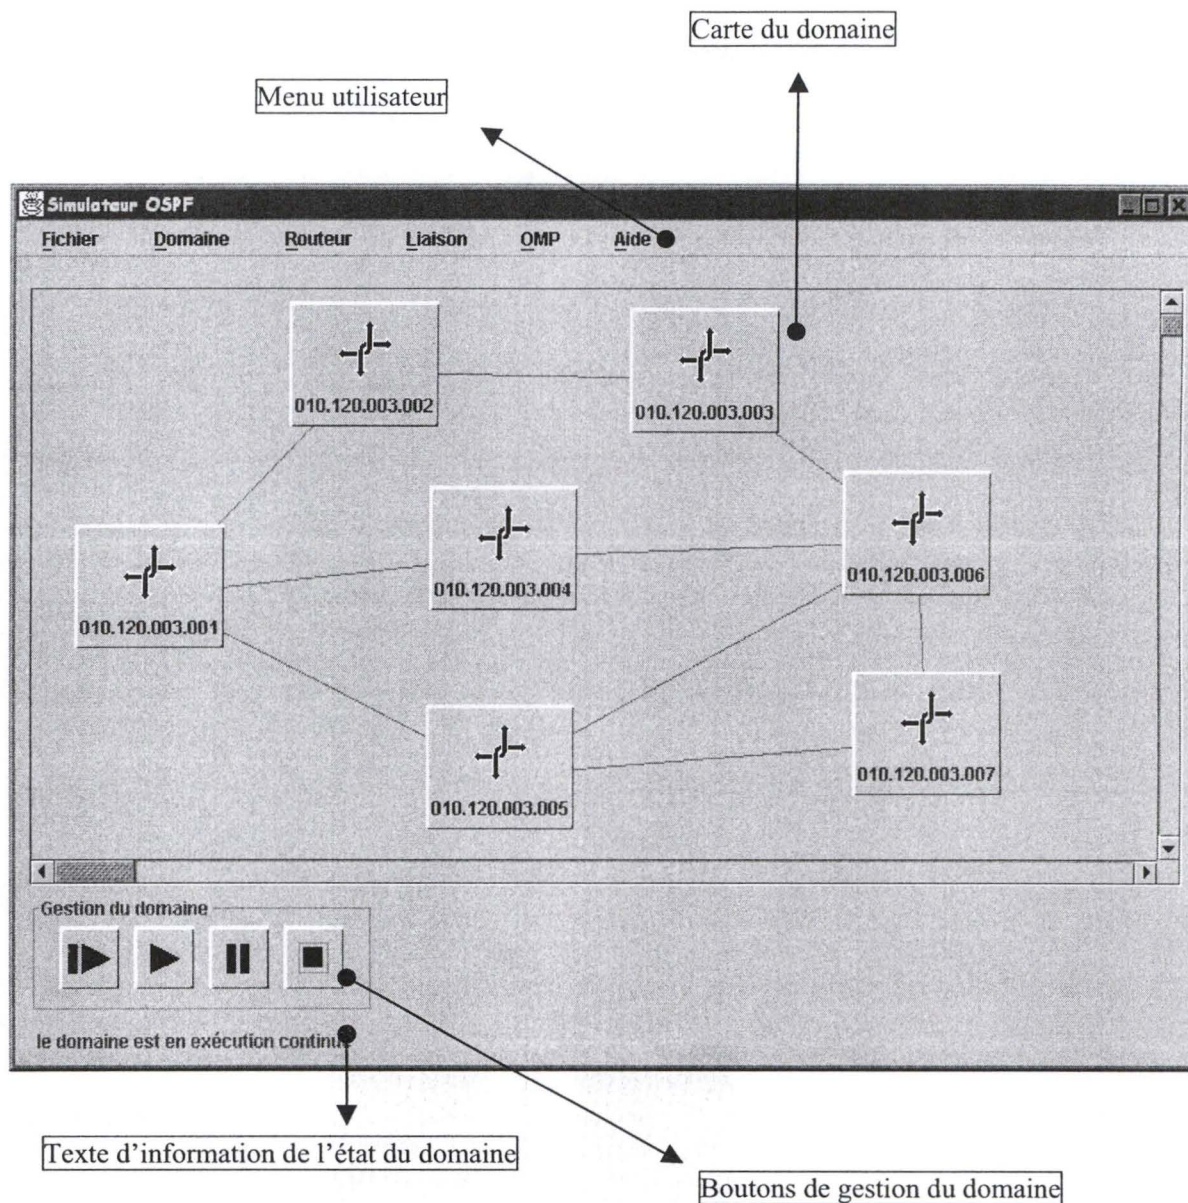 Carte du domaine
Menu utilisateur
Simulateur OSPF
Fichier Domaine Routeur Liaison OMP Aide
010.120.003.002
010.120.003.003
010.120.003.004
010.120.003.006
010.120.003.001
010.120.003.005
010.120.003.007
Gestion du domaine
le domaine est en exécution continue
Texte d'information de l'état du domaine
Boutons de gestion du domaine